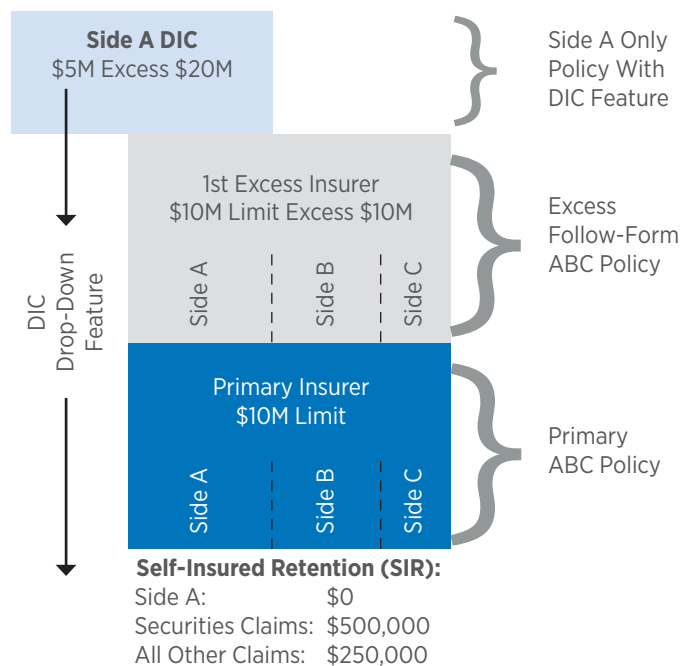 Side A DIC
$5M Excess $20M
Side A Only
Policy With
DIC Feature
1st Excess Insurer
$10M Limit Excess $10M
Side A
Side B
Side C
Excess
Follow-Form
ABC Policy
DIC
Drop-Down
Feature
Primary Insurer
$10M Limit
Side A
Side B
Side C
Primary
ABC Policy
Self-Insured Retention (SIR):
Side A: $0
Securities Claims: $500,000
All Other Claims: $250,000